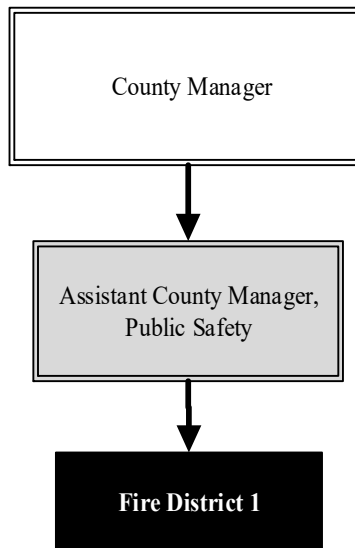 County Manager
Assistant County Manager,
Public Safety
Fire District 1